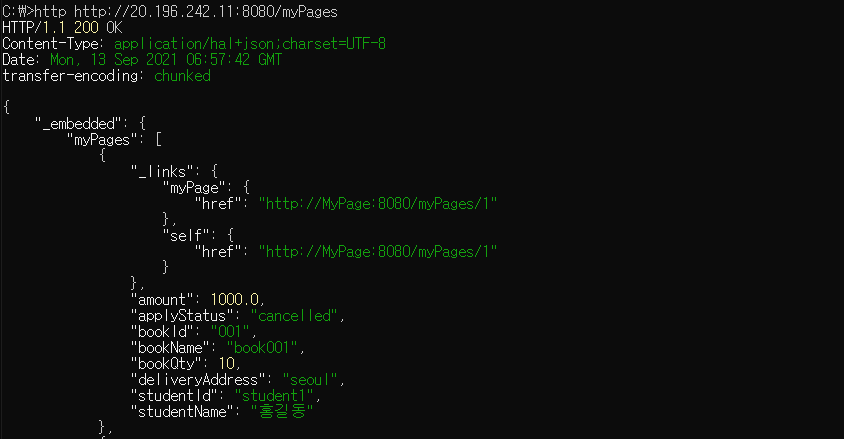 C:\>http http://20.196.242.11:8080/myPages
HTTP/1.1 200 OK
Content-Type: application/hal+json;charset=UTF-8
Date: Mon, 13 Sep 2021 06:57:42 GMT
transfer-encoding: chunked

{
    "_embedded": {
        "myPages": [
            {
                "_links": {
                    "myPage": {
                        "href": "http://MyPage:8080/myPages/1"
                    },
                    "self": {
                        "href": "http://MyPage:8080/myPages/1"
                    }
                },
                "amount": 1000.0,
                "applyStatus": "cancelled",
                "bookId": "001",
                "bookName": "book001",
                "bookQty": 10,
                "deliveryAddress": "seoul",
                "studentId": "student1",
                "studentName": "홍길동"
            },
            {